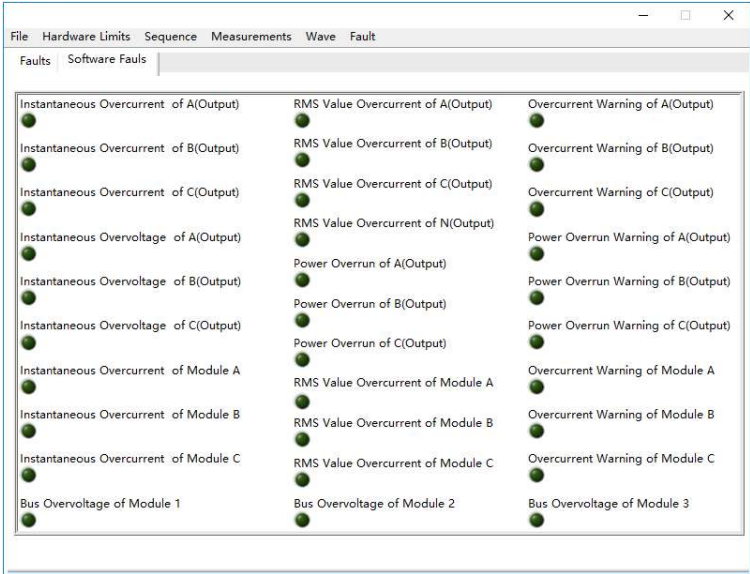 File Hardware Limits Sequence Measurements Wave Fault
Faults Software Fauls
Instantaneous Overcurrent of A(Output)
Instantaneous Overcurrent of B(Output)
Instantaneous Overcurrent of C(Output)
Instantaneous Overvoltage of A(Output)
Instantaneous Overvoltage of B(Output)
Instantaneous Overvoltage of C(Output)
Instantaneous Overcurrent of Module A
Instantaneous Overcurrent of Module B
Instantaneous Overcurrent of Module C
Bus Overvoltage of Module 1
RMS Value Overcurrent of A(Output)
RMS Value Overcurrent of B(Output)
RMS Value Overcurrent of C(Output)
RMS Value Overcurrent of N(Output)
Power Overrun of A(Output)
Power Overrun of B(Output)
Power Overrun of C(Output)
RMS Value Overcurrent of Module A
RMS Value Overcurrent of Module B
RMS Value Overcurrent of Module C
Bus Overvoltage of Module 2
Overcurrent Warning of A(Output)
Overcurrent Warning of B(Output)
Overcurrent Warning of C(Output)
Power Overrun Warning of A(Output)
Power Overrun Warning of B(Output)
Power Overrun Warning of C(Output)
Overcurrent Warning of Module A
Overcurrent Warning of Module B
Overcurrent Warning of Module C
Bus Overvoltage of Module 3